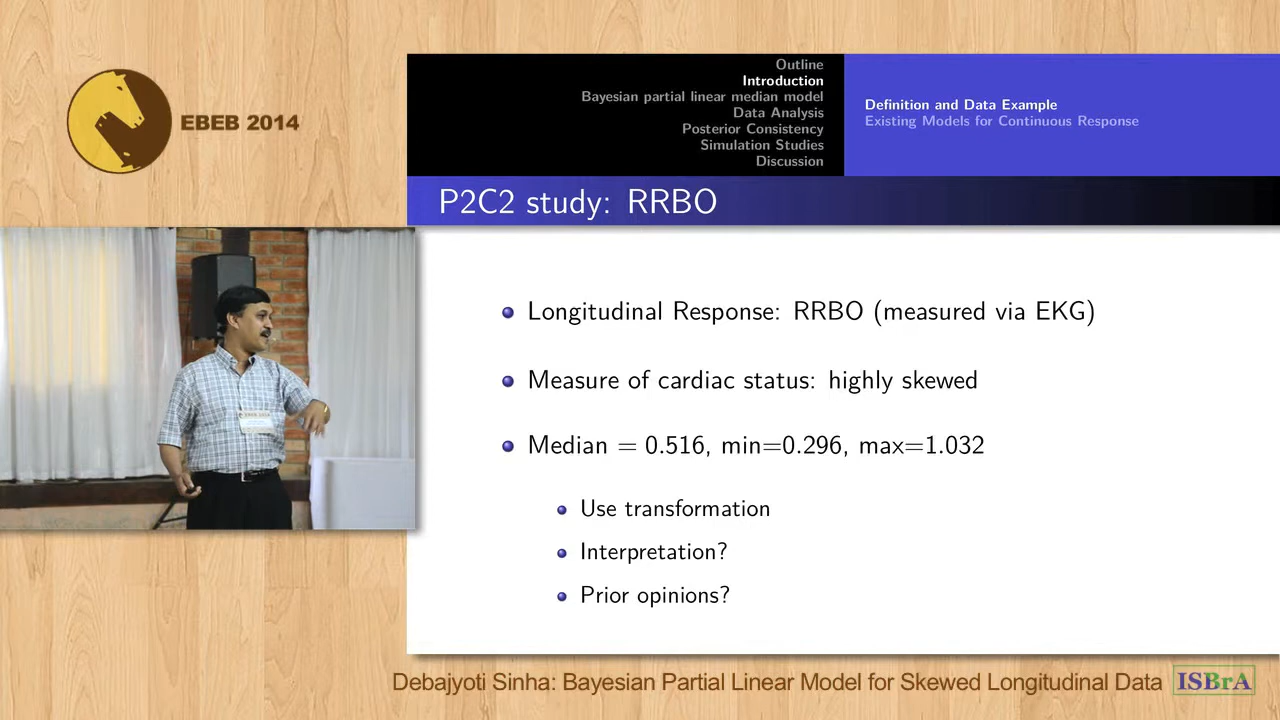 EBEB 2014
Outline
Introduction
Bayesian partial linear median model
Data Analysis
Posterior Consistency
Simulation Studies
Discussion
Definition and Data Example
Existing Models for Continuous Response
P2C2 study: RRBO
Longitudinal Response: RRBO (measured via EKG)
Measure of cardiac status: highly skewed
Median = 0.516, min=0.296, max=1.032
Use transformation
Interpretation?
Prior opinions?
EBEB 2014
Debajyoti Sinha: Bayesian Partial Linear Model for Skewed Longitudinal Data
ISBrA